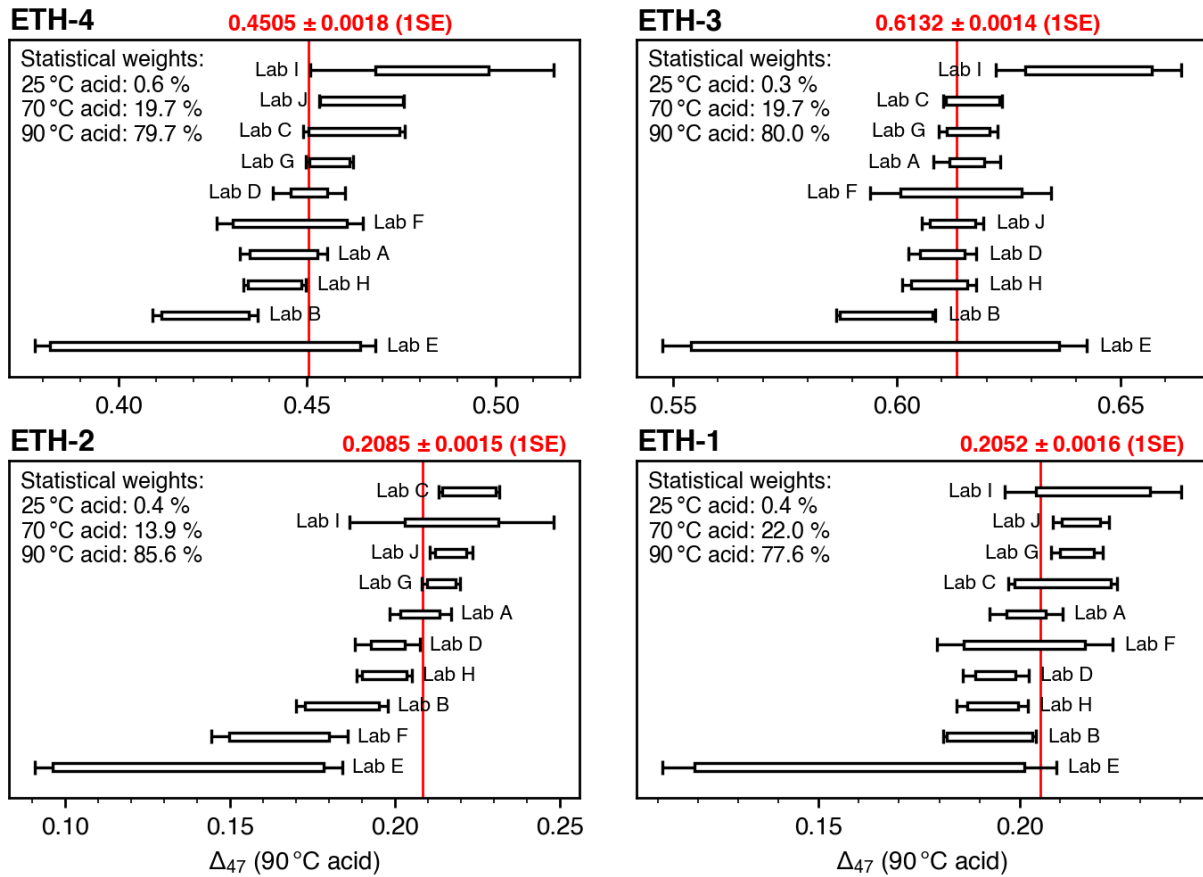 ETH-4
0.4505 ± 0.0018 (1SE)
Statistical weights:
25 °C acid: 0.6 %
70 °C acid: 19.7 %
90 °C acid: 79.7 %
Lab I
Lab J
Lab C
Lab G
Lab D
Lab F
Lab A
Lab H
Lab B
Lab E
0.40 0.45 0.50
ETH-3
0.6132 ± 0.0014 (1SE)
Statistical weights:
25 °C acid: 0.3 %
70 °C acid: 19.7 %
90 °C acid: 80.0 %
Lab I
Lab C
Lab G
Lab A
Lab F
Lab J
Lab D
Lab H
Lab B
Lab E
0.55 0.60 0.65
ETH-2
0.2085 ± 0.0015 (1SE)
Statistical weights:
25 °C acid: 0.4 %
70 °C acid: 13.9 %
90 °C acid: 85.6 %
Lab C
Lab I
Lab J
Lab G
Lab A
Lab D
Lab H
Lab B
Lab F
Lab E
0.10 0.15 0.20 0.25
Δ47 (90 °C acid)
ETH-1
0.2052 ± 0.0016 (1SE)
Statistical weights:
25 °C acid: 0.4 %
70 °C acid: 22.0 %
90 °C acid: 77.6 %
Lab I
Lab J
Lab G
Lab C
Lab A
Lab F
Lab D
Lab H
Lab B
Lab E
0.15 0.20
Δ47 (90 °C acid)